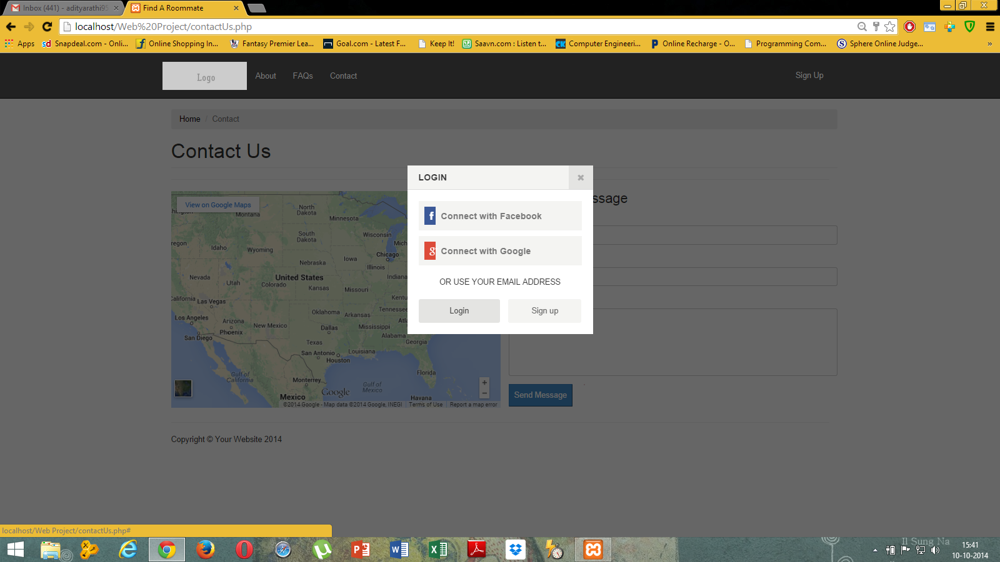 Inbox (441) - adityarathi95
Find A Roommate
localhost/Web%20Project/contactUs.php
Apps
Snapdeal.com - Onli...
Online Shopping In...
Fantasy Premier Lea...
Goal.com - Latest F...
Keep It!
Saavn.com : Listen t...
Computer Engineeri...
Online Recharge - O...
Programming Com...
Sphere Online Judge...
»
Logo
About
FAQs
Contact
Sign Up
Home / Contact
Contact Us
LOGIN
Connect with Facebook
Connect with Google
OR USE YOUR EMAIL ADDRESS
Login
Sign up
ssage
View on Google Maps
Montana
North Dakota
Minnesota
South Dakota
Wisconsin
Mich
regon
Idaho
Wyoming
Chicago
Iowa
Nebraska
Illinois
Indiana
Nevada
Utah
United States
Colorado
Kansas
Missouri
Kentu
California
Las Vegas
Oklahoma
Arkansas
Tennessee
Los Angeles
Arizona
New Mexico
Phoenix
Dallas
Mississippi
Atl
Alabama
San Diego
Texas
Georgia
San Antonio
Louisiana
Houston
Gulf of California
Monterrey
Gulf of Mexico
Florida
Mexico
Havana
Google
+
−
©2014 Google - Map data ©2014 Google, INEGI
Terms of Use
Report a map error
Send Message
Copyright © Your Website 2014
localhost/Web Project/contactUs.php#
Il Sung Na
15:41
10-10-2014